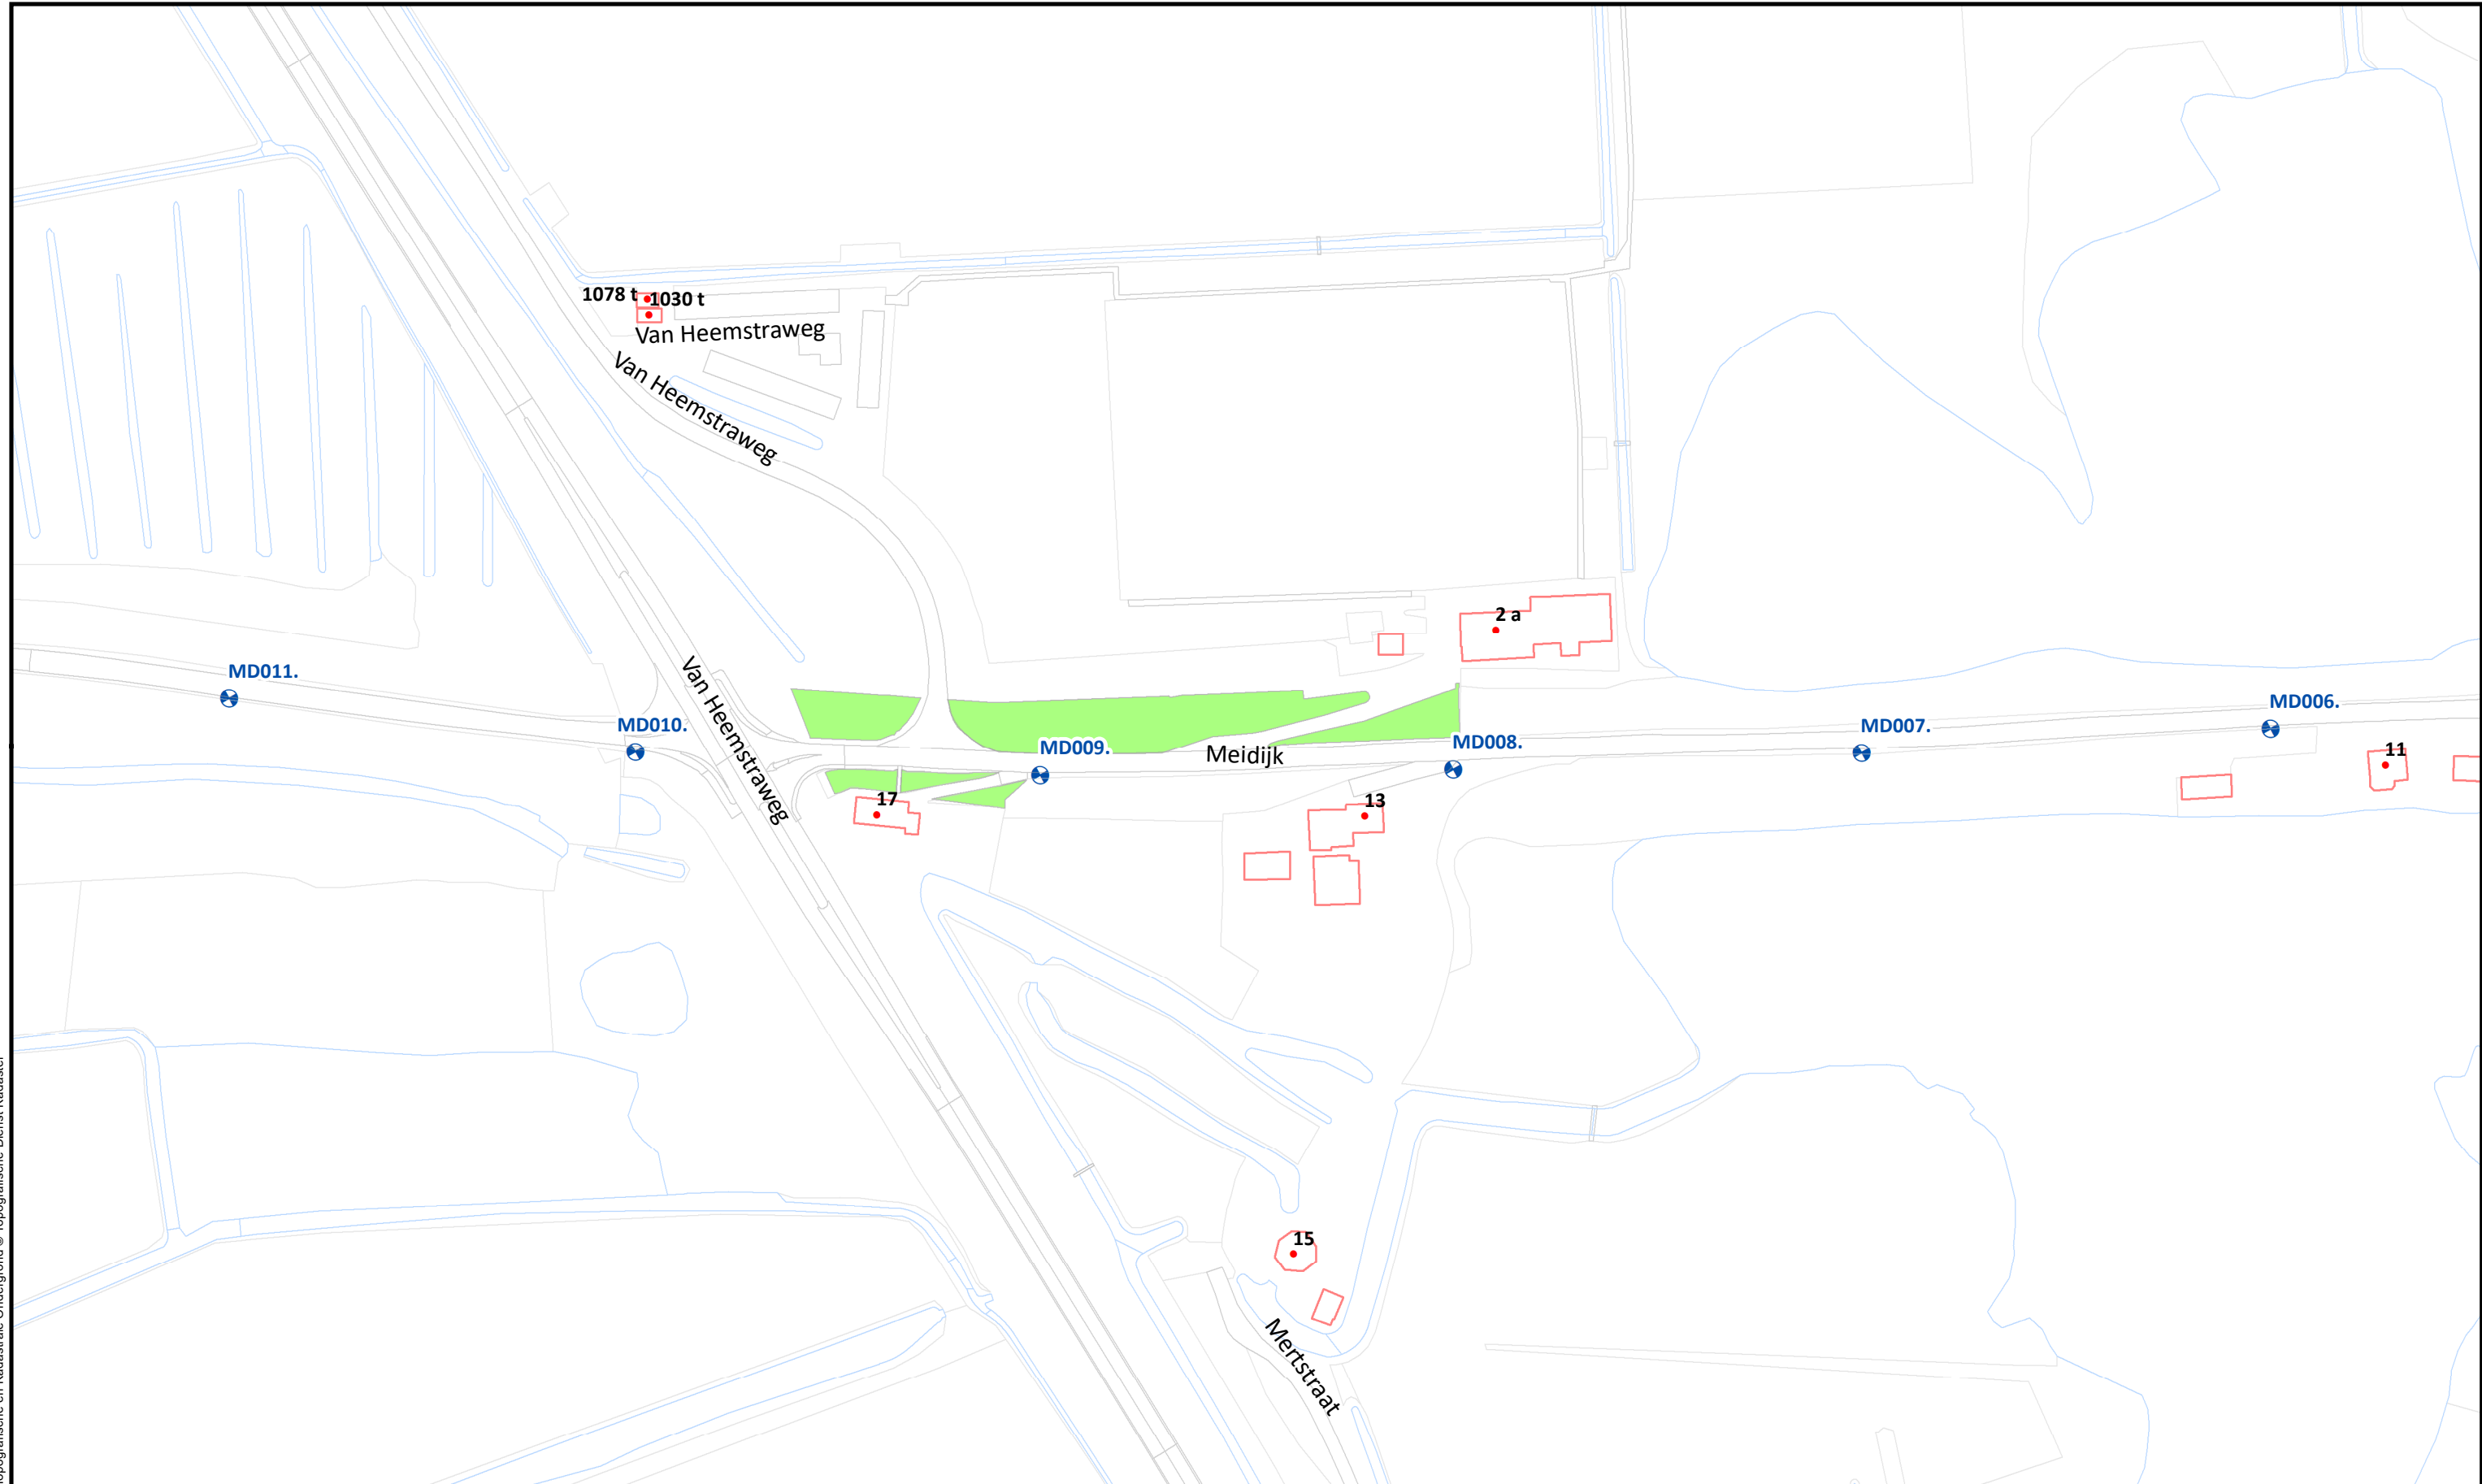 1078 t
1030 t
Van Heemstraweg
Van Heemstraweg
2 a
MD011.
MD010.
Van Heemstraweg
MD009.
Meidijk
MD008.
MD007.
MD006.
11
17
13
15
Mertstraat